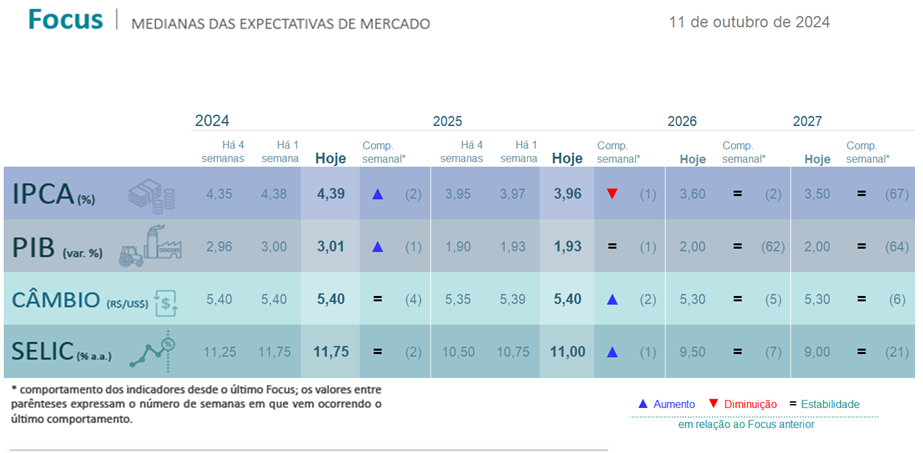 Focus | MEDIANAS DAS EXPECTATIVAS DE MERCADO 11 de outubro de 2024
2024 2025 2026 2027
Há 4 semanas Há 1 semana Hoje Comp. semanal* Há 4 semanas Há 1 semana Hoje Comp. semanal* Hoje Comp. semanal* Hoje Comp. semanal*
IPCA (%) 4,35 4,38 4,39 ▲ (2) 3,95 3,97 3,96 ▼ (1) 3,60 = (2) 3,50 = (67)
PIB (var. %) 2,96 3,00 3,01 ▲ (1) 1,90 1,93 1,93 = (1) 2,00 = (62) 2,00 = (64)
CÂMBIO (R$/US$) $ 5,40 5,40 5,40 = (4) 5,35 5,39 5,40 ▲ (2) 5,30 = (5) 5,30 = (6)
SELIC (% a.a.) % 11,25 11,75 11,75 = (2) 10,50 10,75 11,00 ▲ (1) 9,50 = (7) 9,00 = (21)
* comportamento dos indicadores desde o último Focus; os valores entre
parênteses expressam o número de semanas em que vem ocorrendo o
último comportamento.
▲ Aumento ▼ Diminuição = Estabilidade
em relação ao Focus anterior